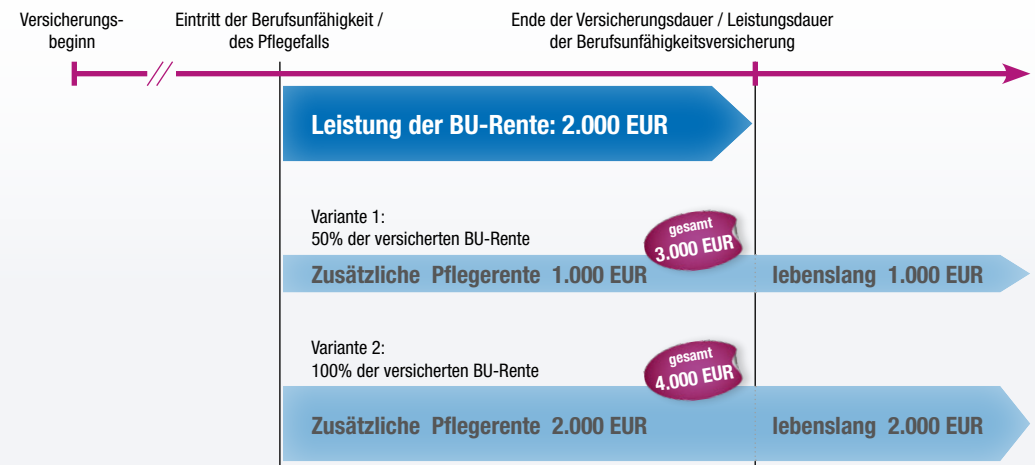 Versicherungs-
beginn
Eintritt der Berufsunfähigkeit /
des Pflegefalls
Ende der Versicherungsdauer / Leistungsdauer
der Berufsunfähigkeitsversicherung
Leistung der BU-Rente: 2.000 EUR
Variante 1:
50% der versicherten BU-Rente
gesamt
3.000 EUR
Zusätzliche Pflegerente 1.000 EUR
lebenslang 1.000 EUR
Variante 2:
100% der versicherten BU-Rente
gesamt
4.000 EUR
Zusätzliche Pflegerente 2.000 EUR
lebenslang 2.000 EUR